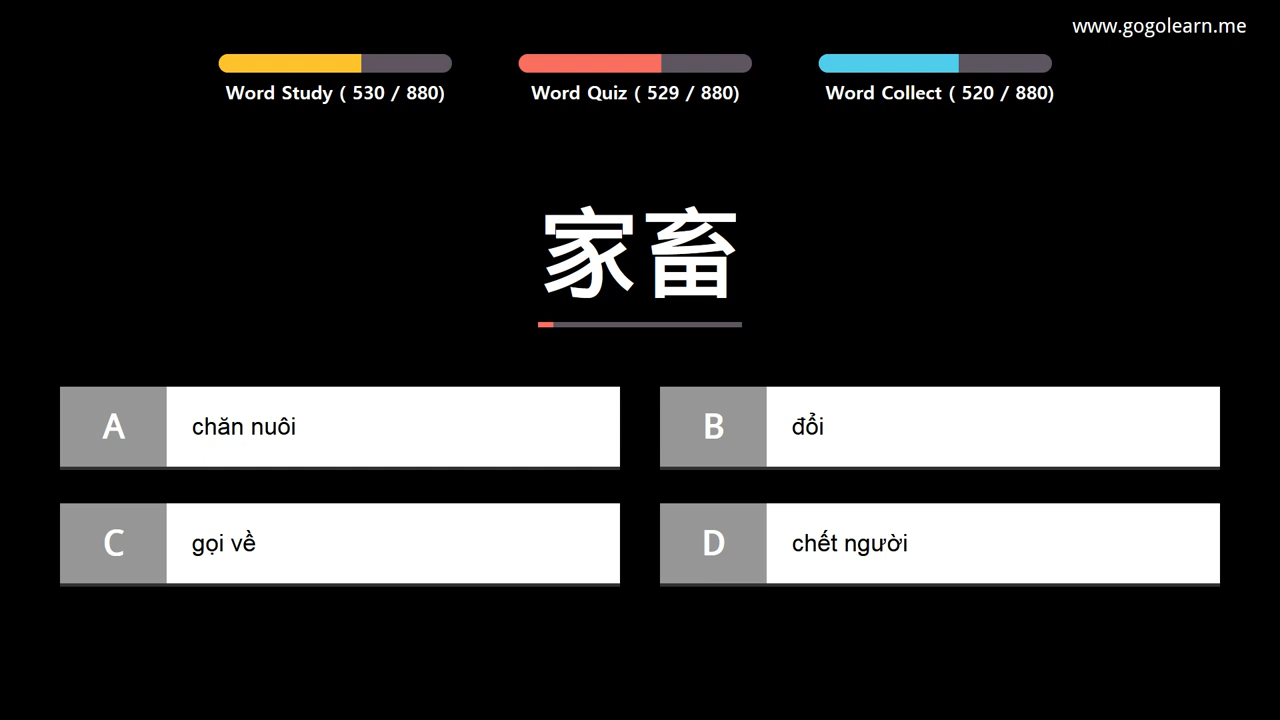 www.gogolearn.me
Word Study ( 530 / 880)
Word Quiz ( 529 / 880)
Word Collect ( 520 / 880)
家畜
A chăn nuôi
B đổi
C gọi về
D chết người